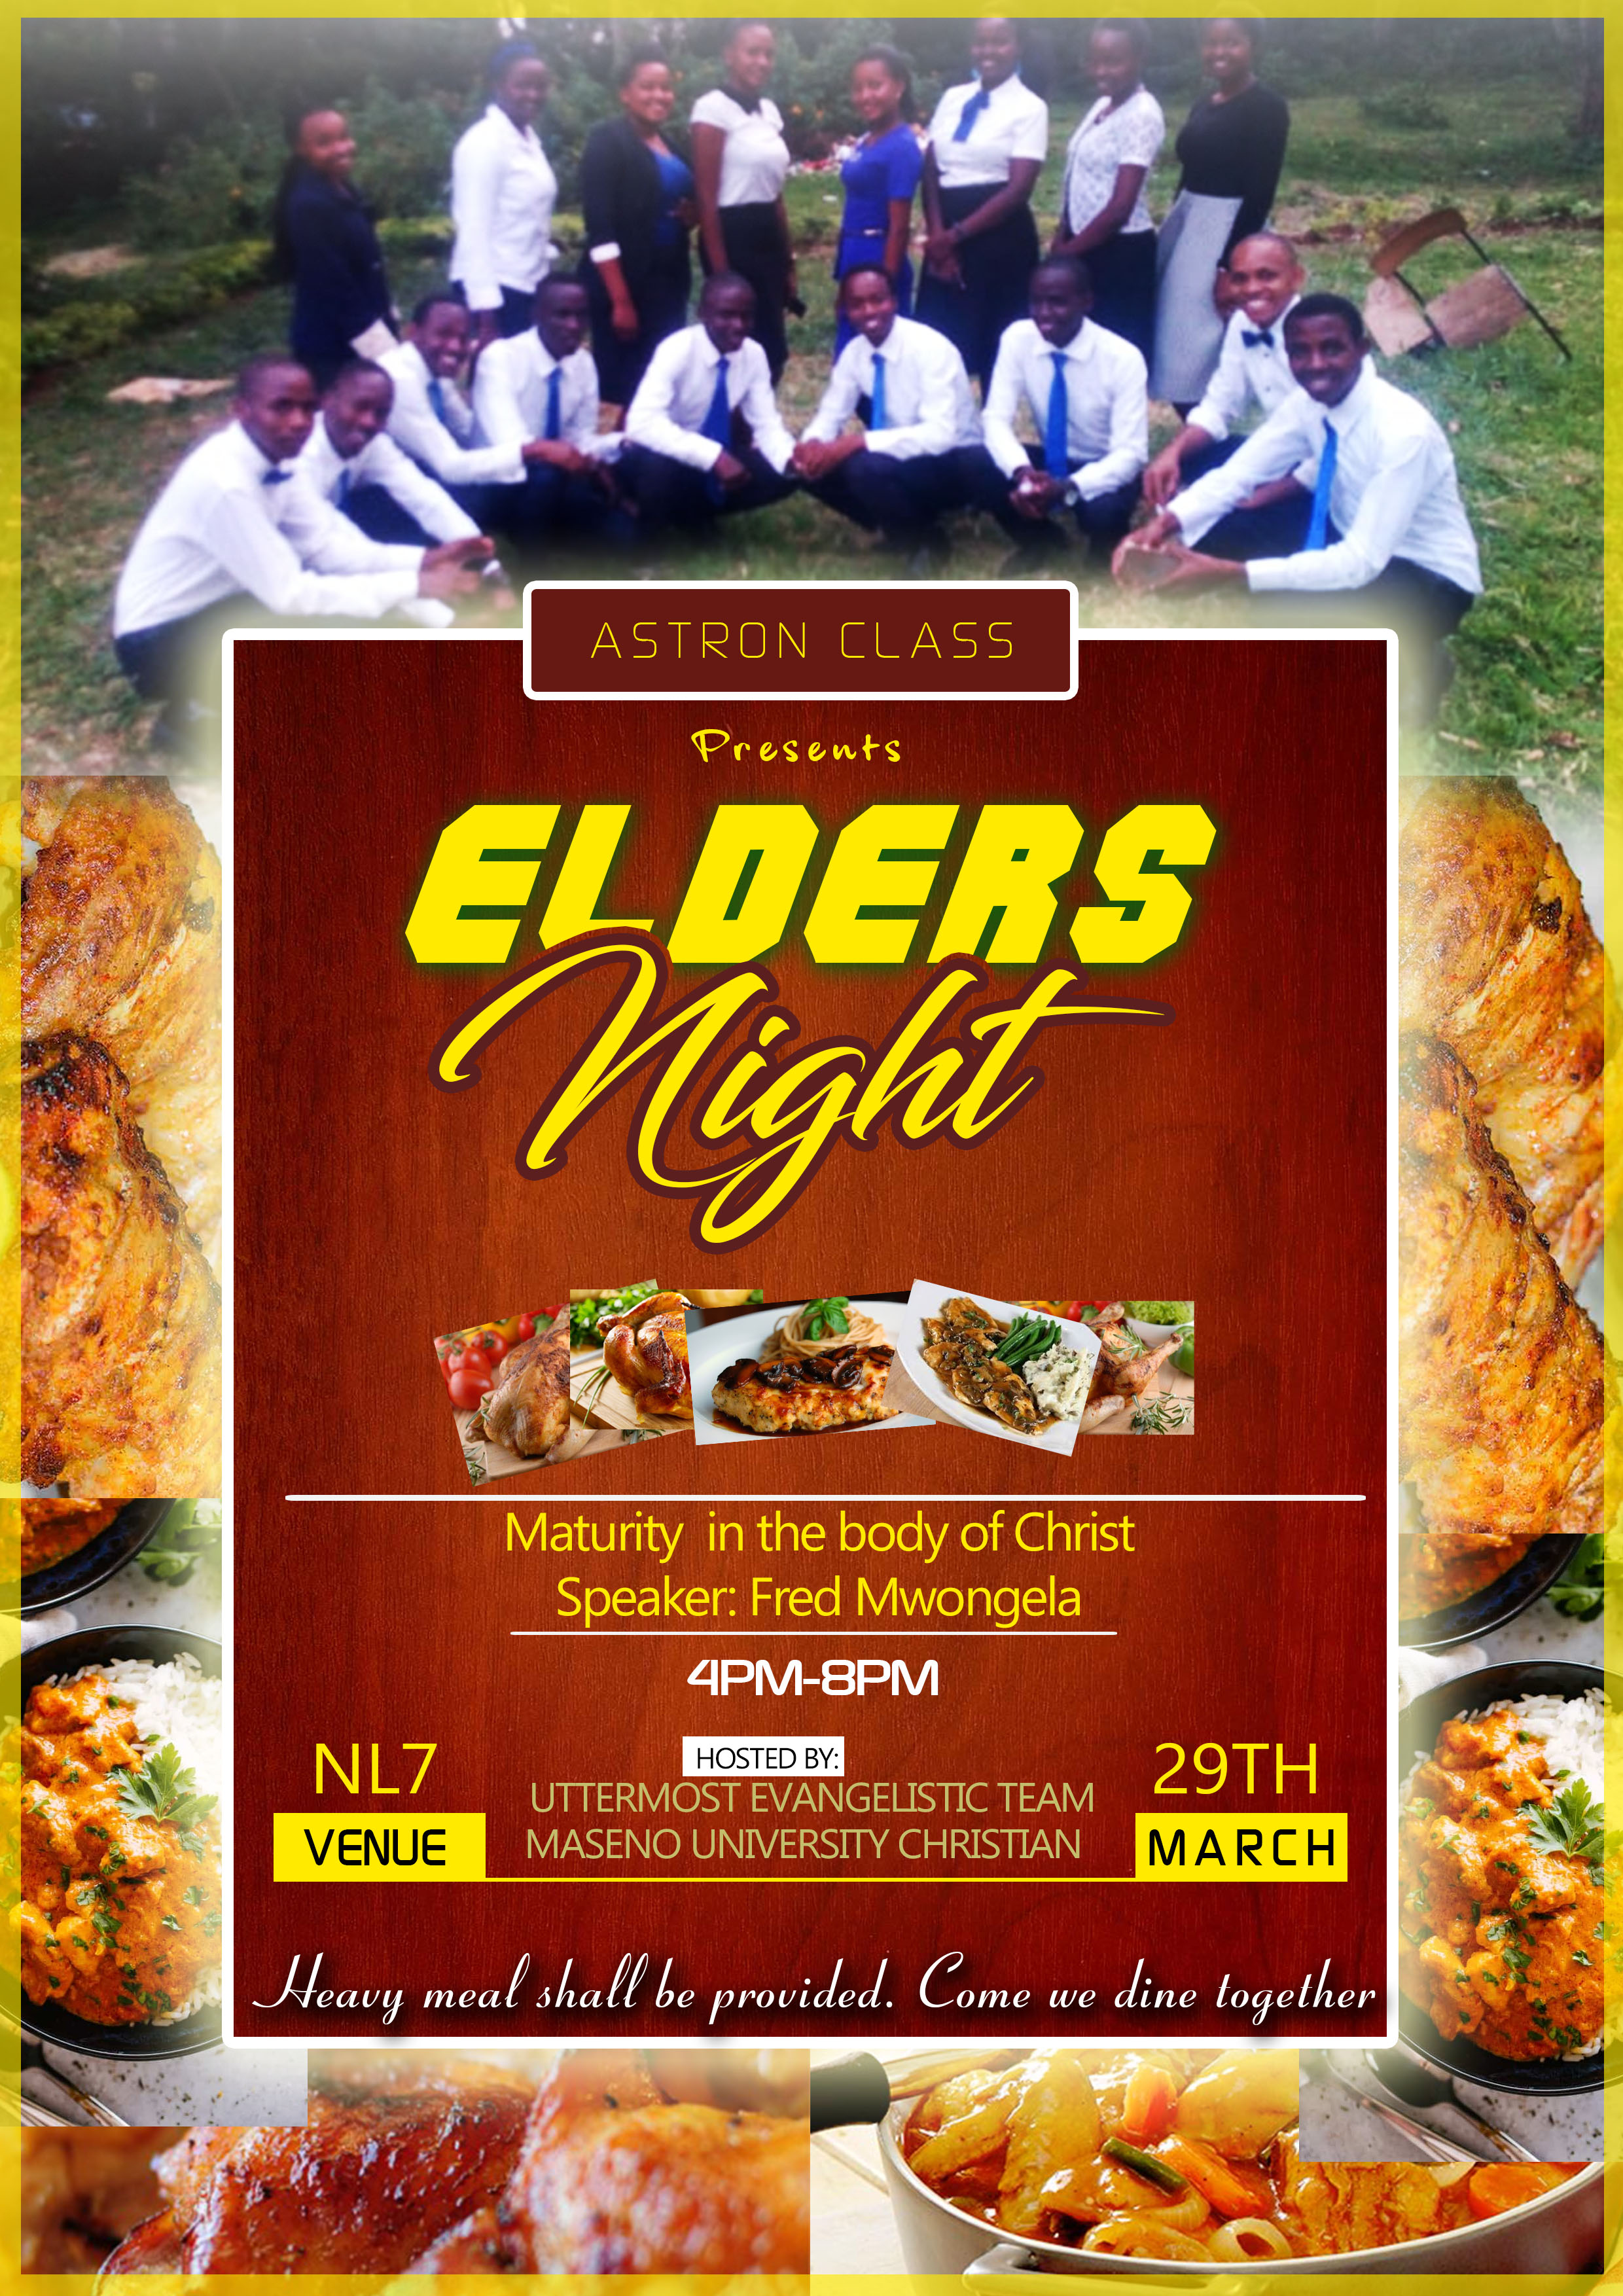 ASTRON CLASS
Presents
ELDERS
Night
Maturity in the body of Christ
Speaker: Fred Mwongela
4PM-8PM
NL7
VENUE
HOSTED BY:
UTTERMOST EVANGELISTIC TEAM
MASENO UNIVERSITY CHRISTIAN
29TH
MARCH
Heavy meal shall be provided. Come we dine together